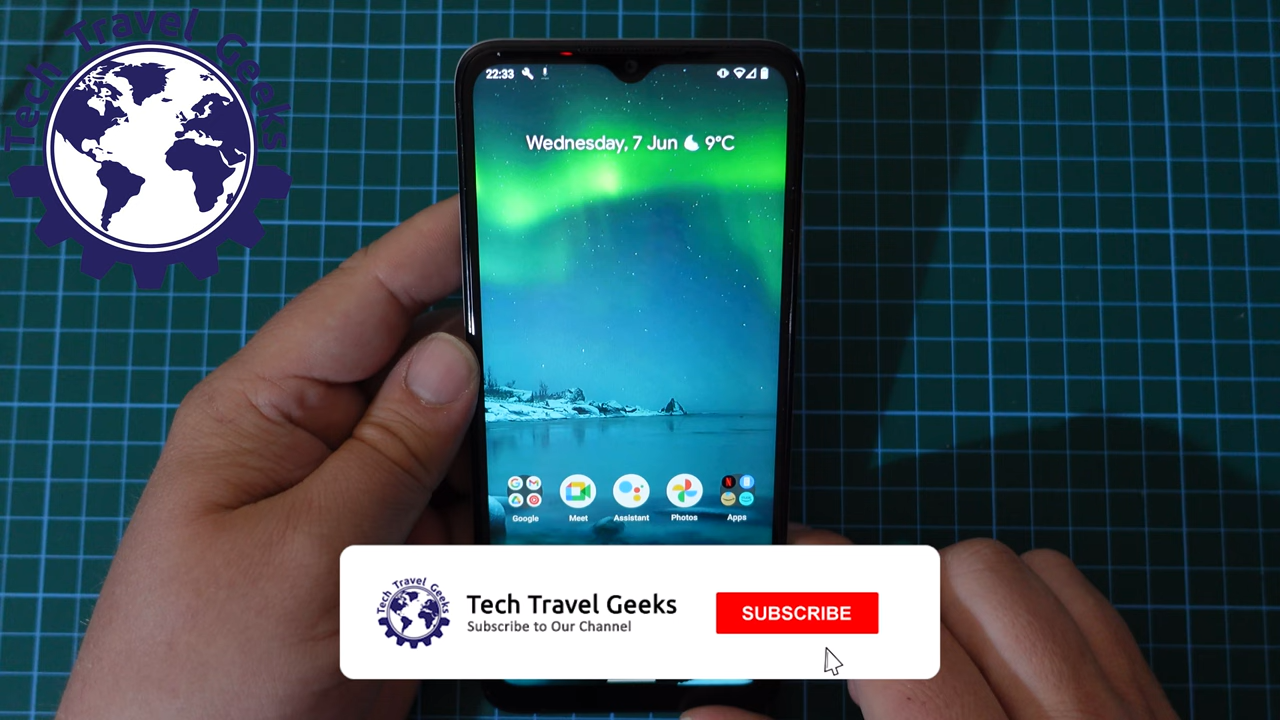 Tech Travel Geeks
22:33
Wednesday, 7 Jun 9°C
Google
Meet
Assistant
Photos
Apps
Tech Travel Geeks
Tech Travel Geeks
Subscribe to Our Channel
SUBSCRIBE